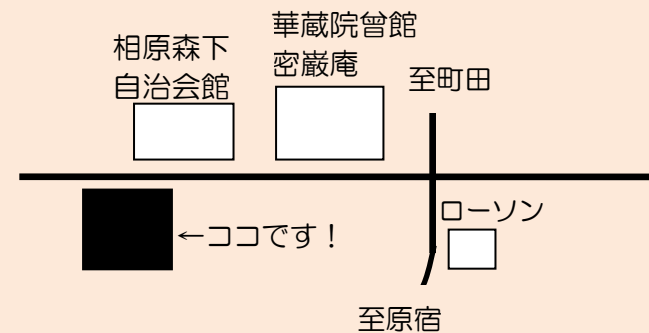 相原森下
自治会館
華蔵院曾館
密厳庵
至町田
ローソン
←ココです！
至原宿